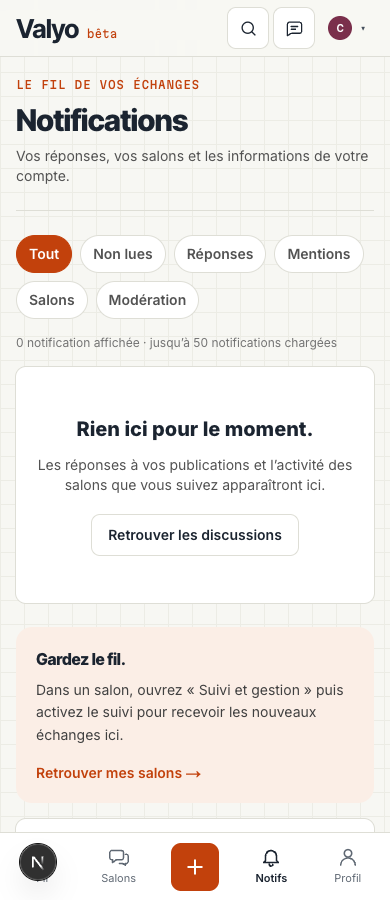 Valyo bêta
C
LE FIL DE VOS ÉCHANGES
Notifications
Vos réponses, vos salons et les informations de votre
compte.
Tout Non lues Réponses Mentions
Salons Modération
0 notification affichée · jusqu’à 50 notifications chargées
Rien ici pour le moment.
Les réponses à vos publications et l’activité des
salons que vous suivez apparaîtront ici.
Retrouver les discussions
Gardez le fil.
Dans un salon, ouvrez « Suivi et gestion » puis
activez le suivi pour recevoir les nouveaux
échanges ici.
Retrouver mes salons →
N
Salons Notifs Profil